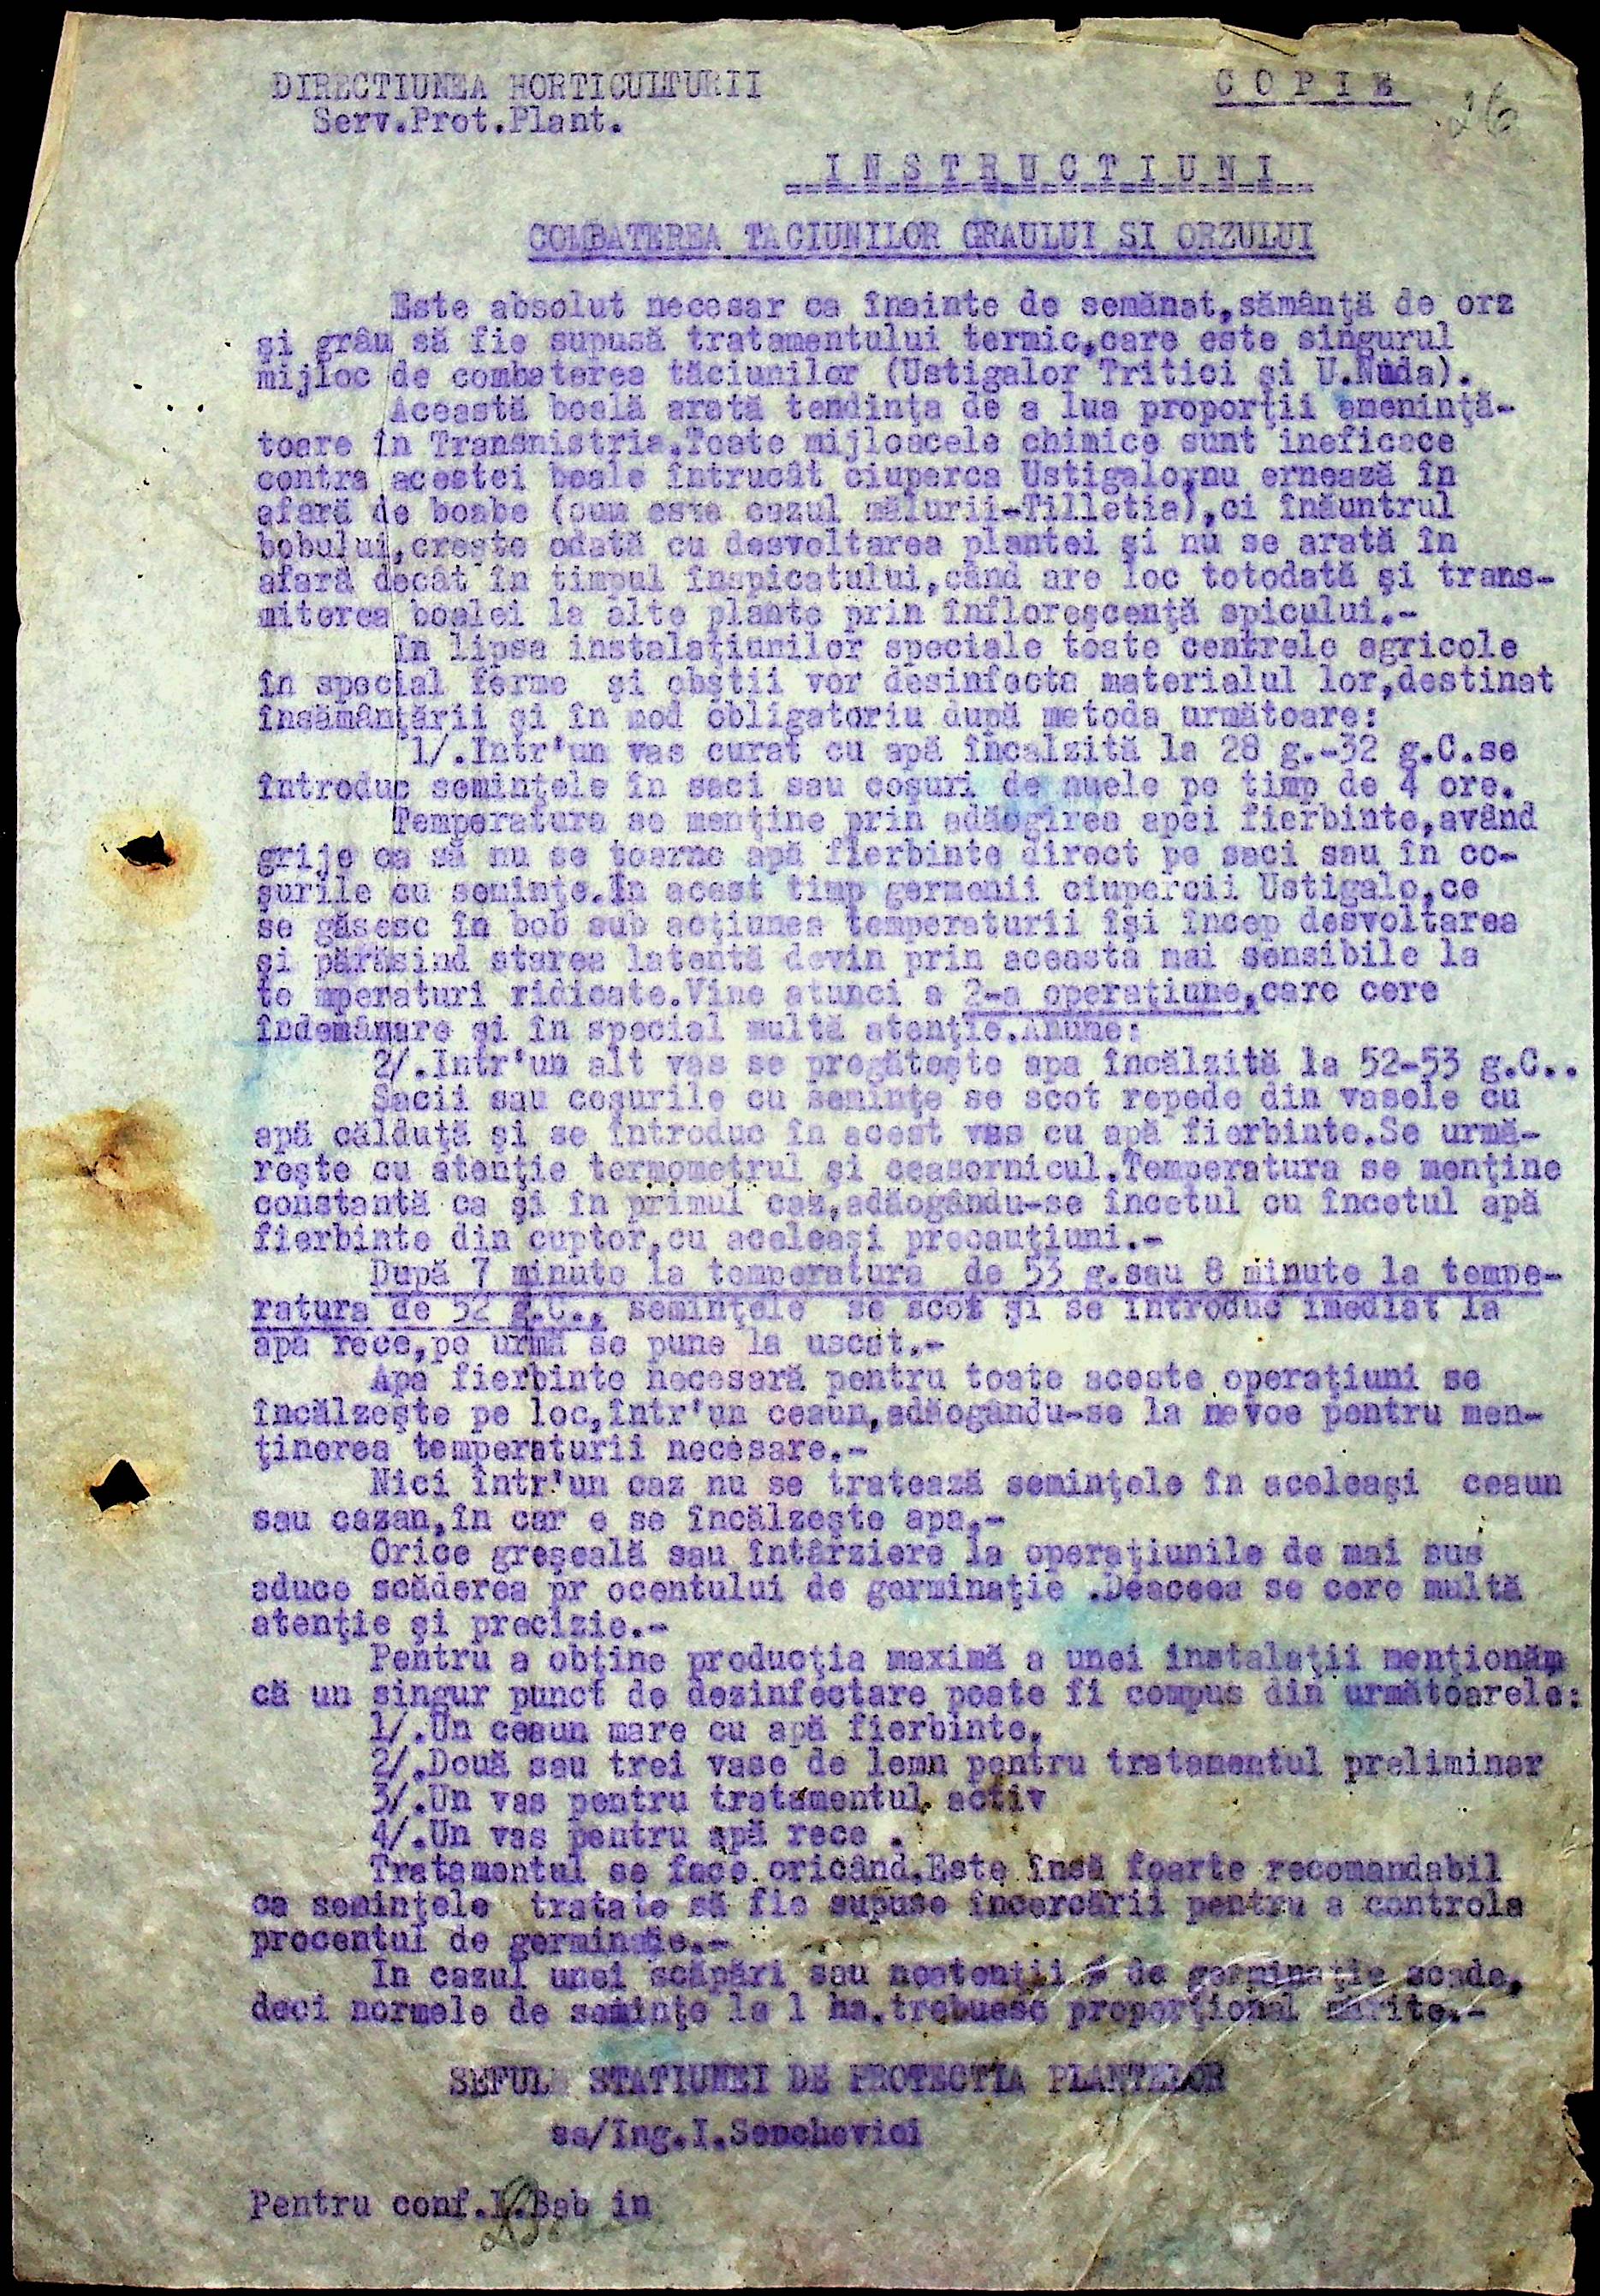 DIRECTIUNEA HORTICULTURII
COPIE
26
Serv.Prot.Plant.
INSTRUCTIUNI
COMBATEREA TACIUNILOR GRAULUI SI ORZULUI
Este absolut necesar ca înainte de semănat,sămânţă de orz
şi grâu să fie supusă tratamentului termic,care este singurul
mijloc de combaterea tăciunilor (Ustigalor Tritici şi U.Nuda).
Această boală arată tendinţa de a lua proporţii ameninţă-
toare în Transnistria.Toate mijloacele chimice sunt ineficace
contra acestei boale întrucât ciuperca Ustigalo,nu ernează în
afară de boabe (cum este cazul mălurii-Tilletia),ci înăuntrul
bobului,creşte odată cu desvoltarea plantei şi nu se arată în
afară decât în timpul înspicatului,când are loc totodată şi trans-
miterea boalei la alte plante prin înflorescenţă spicului.-
In lipsa instalaţiunilor speciale toate centrele agricole
în special ferme şi obştii vor desinfecta materialul lor,destinat
însămânţării şi în mod obligatoriu după metoda următoare:
1/.Intr'un vas curat cu apă încalzită la 28 g.-32 g.C.se
întroduc seminţele în saci sau coşuri de nuele pe timp de 4 ore.
Temperatura se menţine prin adăogirea apei fierbinte,având
grije ca să nu se toarne apă fierbinte direct pe saci sau în co-
şurile cu seminţe.In acest timp germenii ciupercii Ustigalo,ce
se găsesc în bob sub acţiunea temperaturii îşi încep desvoltarea
şi părăsind starea latentă devin prin aceasta mai sensibile la
te mperaturi ridicate.Vine atunci a 2-a operaţiune,care cere
îndemânare şi în special multă atenţie.Anume:
2/.Intr'un alt vas se pregăteşte apa încălzită la 52-53 g.C..
Sacii sau coşurile cu seminţe se scot repede din vasele cu
apă călduţă şi se întroduc în acest vas cu apă fierbinte.Se urmă-
reşte cu atenţie termometrul şi ceasornicul.Temperatura se menţine
constantă ca şi în primul caz,adăogându-se încetul cu încetul apă
fierbinte din cuptor,cu aceleaşi precauţiuni.-
După 7 minute la temperatura de 53 g.sau 8 minute la tempe-
ratura de 52 g.C., seminţele se scot şi se întroduc imediat la
apă rece,pe urmă se pune la uscat.-
Apa fierbinte necesară pentru toate aceste operaţiuni se
încălzeşte pe loc,într'un ceaun,adăogându-se la nevoe pentru men-
ţinerea temperaturii necesare.-
Nici într'un caz nu se tratează seminţele în aceleaşi ceaun
sau cazan,în car e se încălzeşte apa.-
Orice greşeală sau întârziere la operaţiunile de mai sus
aduce scăderea pr ocentului de germinaţie .Deaceea se cere multă
atenţie şi precizie.-
Pentru a obţine producţia maximă a unei instalaţii menţionăm
că un singur punct de dezinfectare poate fi compus din următoarele:
1/.Un ceaun mare cu apă fierbinte,
2/.Două sau trei vase de lemn pentru tratamentul preliminar
3/.Un vas pentru tratamentul activ
4/.Un vas pentru apă rece .
Tratamentul se face oricând.Este însă foarte recomandabil
ca seminţele tratate să fie supuse încercării pentru a controla
procentul de germinaţie.-
In cazul unei scăpări sau neatenţii % de germinaţie scade,
deci normele de seminţe la 1 ha.trebuesc proporţional mărite.-
SEFUL STATIUNEI DE PROTECTIA PLANTELOR
ss/Ing.I.Senchevici
Pentru conf.I.Bab in